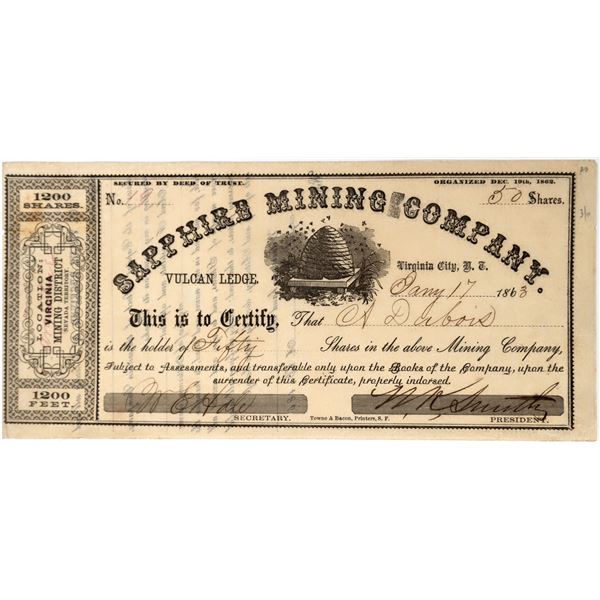 SECURED BY DEED OF TRUST. ORGANIZED DEC. 19th, 1862.
1200 SHARES.
No. 50 Shares.
SAPPHIRE MINING COMPANY.
VULCAN LEDGE.
Virginia City, N. T.
Jany 17 1863
LOCATION:
VIRGINIA
MINING DISTRICT
NEVADA TERRITORY
This is to Certify, That A Dubois
is the holder of Fifty Shares in the above Mining Company,
Subject to Assessments, and transferable only upon the Books of the Company, upon the
surrender of this Certificate, properly indorsed.
1200 FEET.
SECRETARY. Towne & Bacon, Printers, S. F. PRESIDENT.